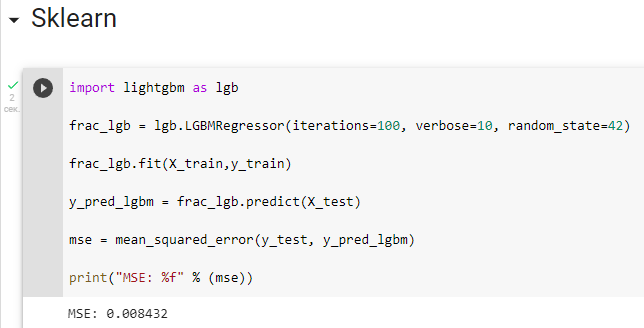 Sklearn
2
сек.
import lightgbm as lgb
frac_lgb = lgb.LGBMRegressor(iterations=100, verbose=10, random_state=42)
frac_lgb.fit(X_train,y_train)
y_pred_lgbm = frac_lgb.predict(X_test)
mse = mean_squared_error(y_test, y_pred_lgbm)
print("MSE: %f" % (mse))
MSE: 0.008432